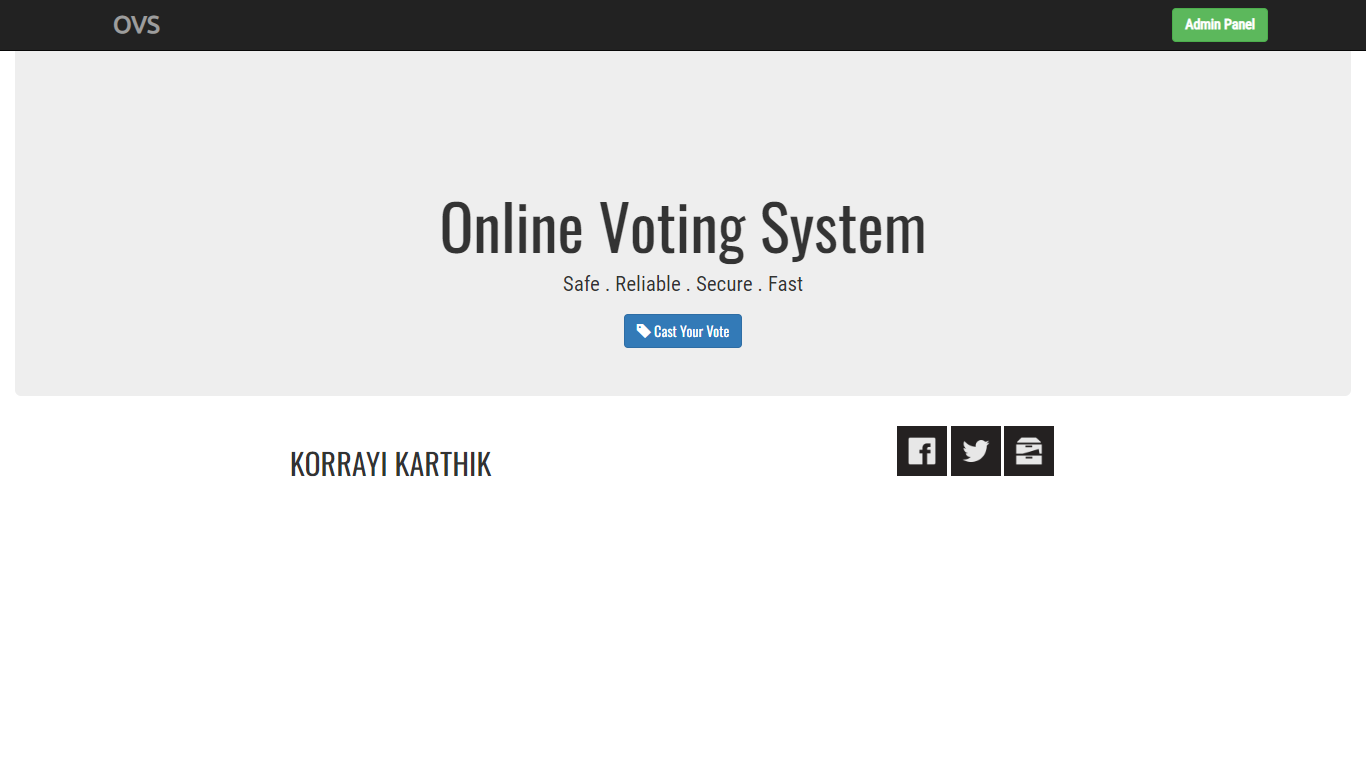 OVS
Admin Panel
Online Voting System
Safe . Reliable . Secure . Fast
Cast Your Vote
KORRAYI KARTHIK